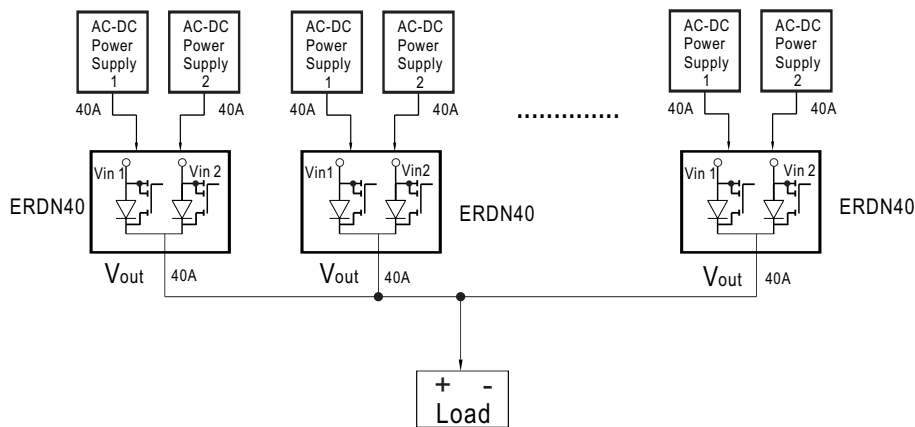 AC-DC
Power
Supply
1
AC-DC
Power
Supply
2
AC-DC
Power
Supply
1
AC-DC
Power
Supply
2
AC-DC
Power
Supply
1
AC-DC
Power
Supply
2
40A
40A
40A
40A
40A
40A
..............
Vin 1
Vin 2
Vin1
Vin2
Vin 1
Vin 2
ERDN40
ERDN40
ERDN40
Vout
40A
Vout
40A
Vout
40A
+ -
Load